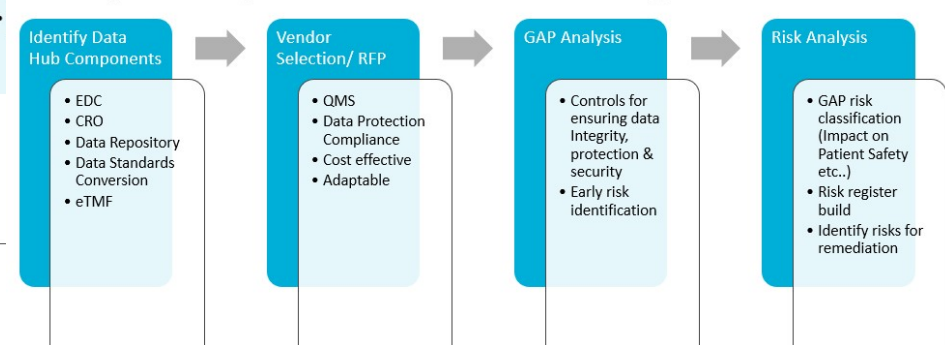 Identify Data
Hub Components
• EDC
• CRO
• Data Repository
• Data Standards
Conversion
• eTMF
Vendor
Selection/ RFP
• QMS
• Data Protection
Compliance
• Cost effective
• Adaptable
GAP Analysis
• Controls for
ensuring data
Integrity,
protection &
security
• Early risk
identification
Risk Analysis
• GAP risk
classification
(Impact on
Patient Safety
etc..)
• Risk register
build
• Identify risks for
remediation